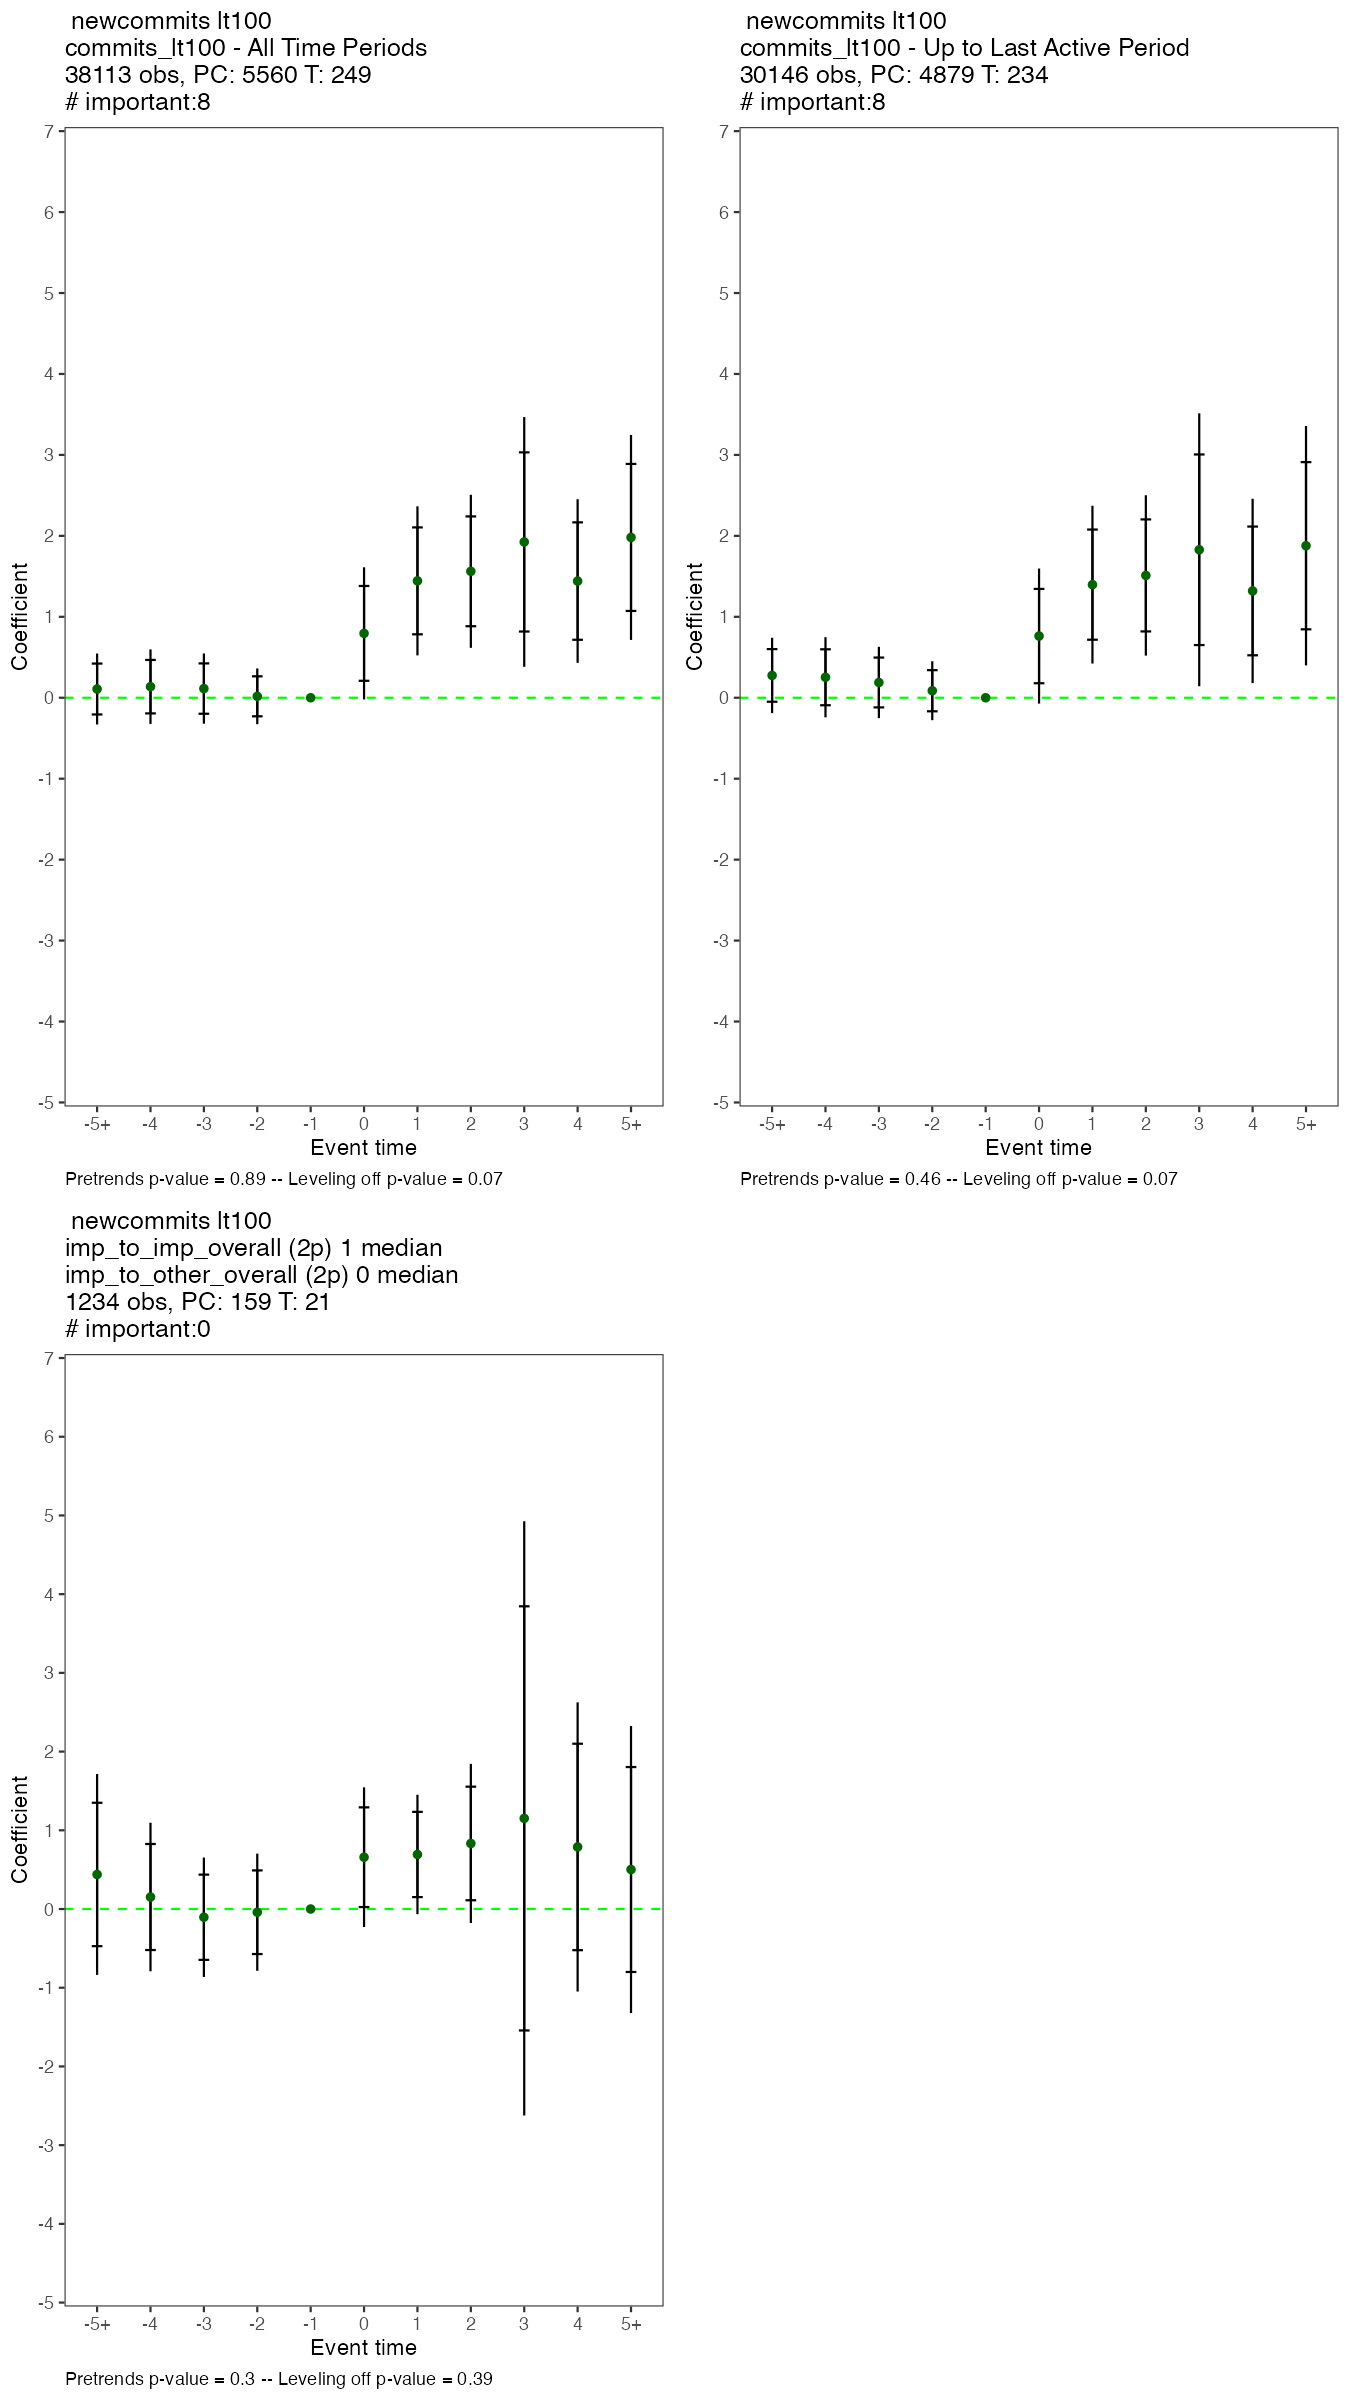 newcommits lt100
commits_lt100 - All Time Periods
38113 obs, PC: 5560 T: 249
# important:8
7
6
5
4
3
2
1
0
-1
-2
-3
-4
-5
Coefficient
-5+ -4 -3 -2 -1 0 1 2 3 4 5+
Event time
Pretrends p-value = 0.89 -- Leveling off p-value = 0.07
newcommits lt100
commits_lt100 - Up to Last Active Period
30146 obs, PC: 4879 T: 234
# important:8
7
6
5
4
3
2
1
0
-1
-2
-3
-4
-5
Coefficient
-5+ -4 -3 -2 -1 0 1 2 3 4 5+
Event time
Pretrends p-value = 0.46 -- Leveling off p-value = 0.07
newcommits lt100
imp_to_imp_overall (2p) 1 median
imp_to_other_overall (2p) 0 median
1234 obs, PC: 159 T: 21
# important:0
7
6
5
4
3
2
1
0
-1
-2
-3
-4
-5
Coefficient
-5+ -4 -3 -2 -1 0 1 2 3 4 5+
Event time
Pretrends p-value = 0.3 -- Leveling off p-value = 0.39